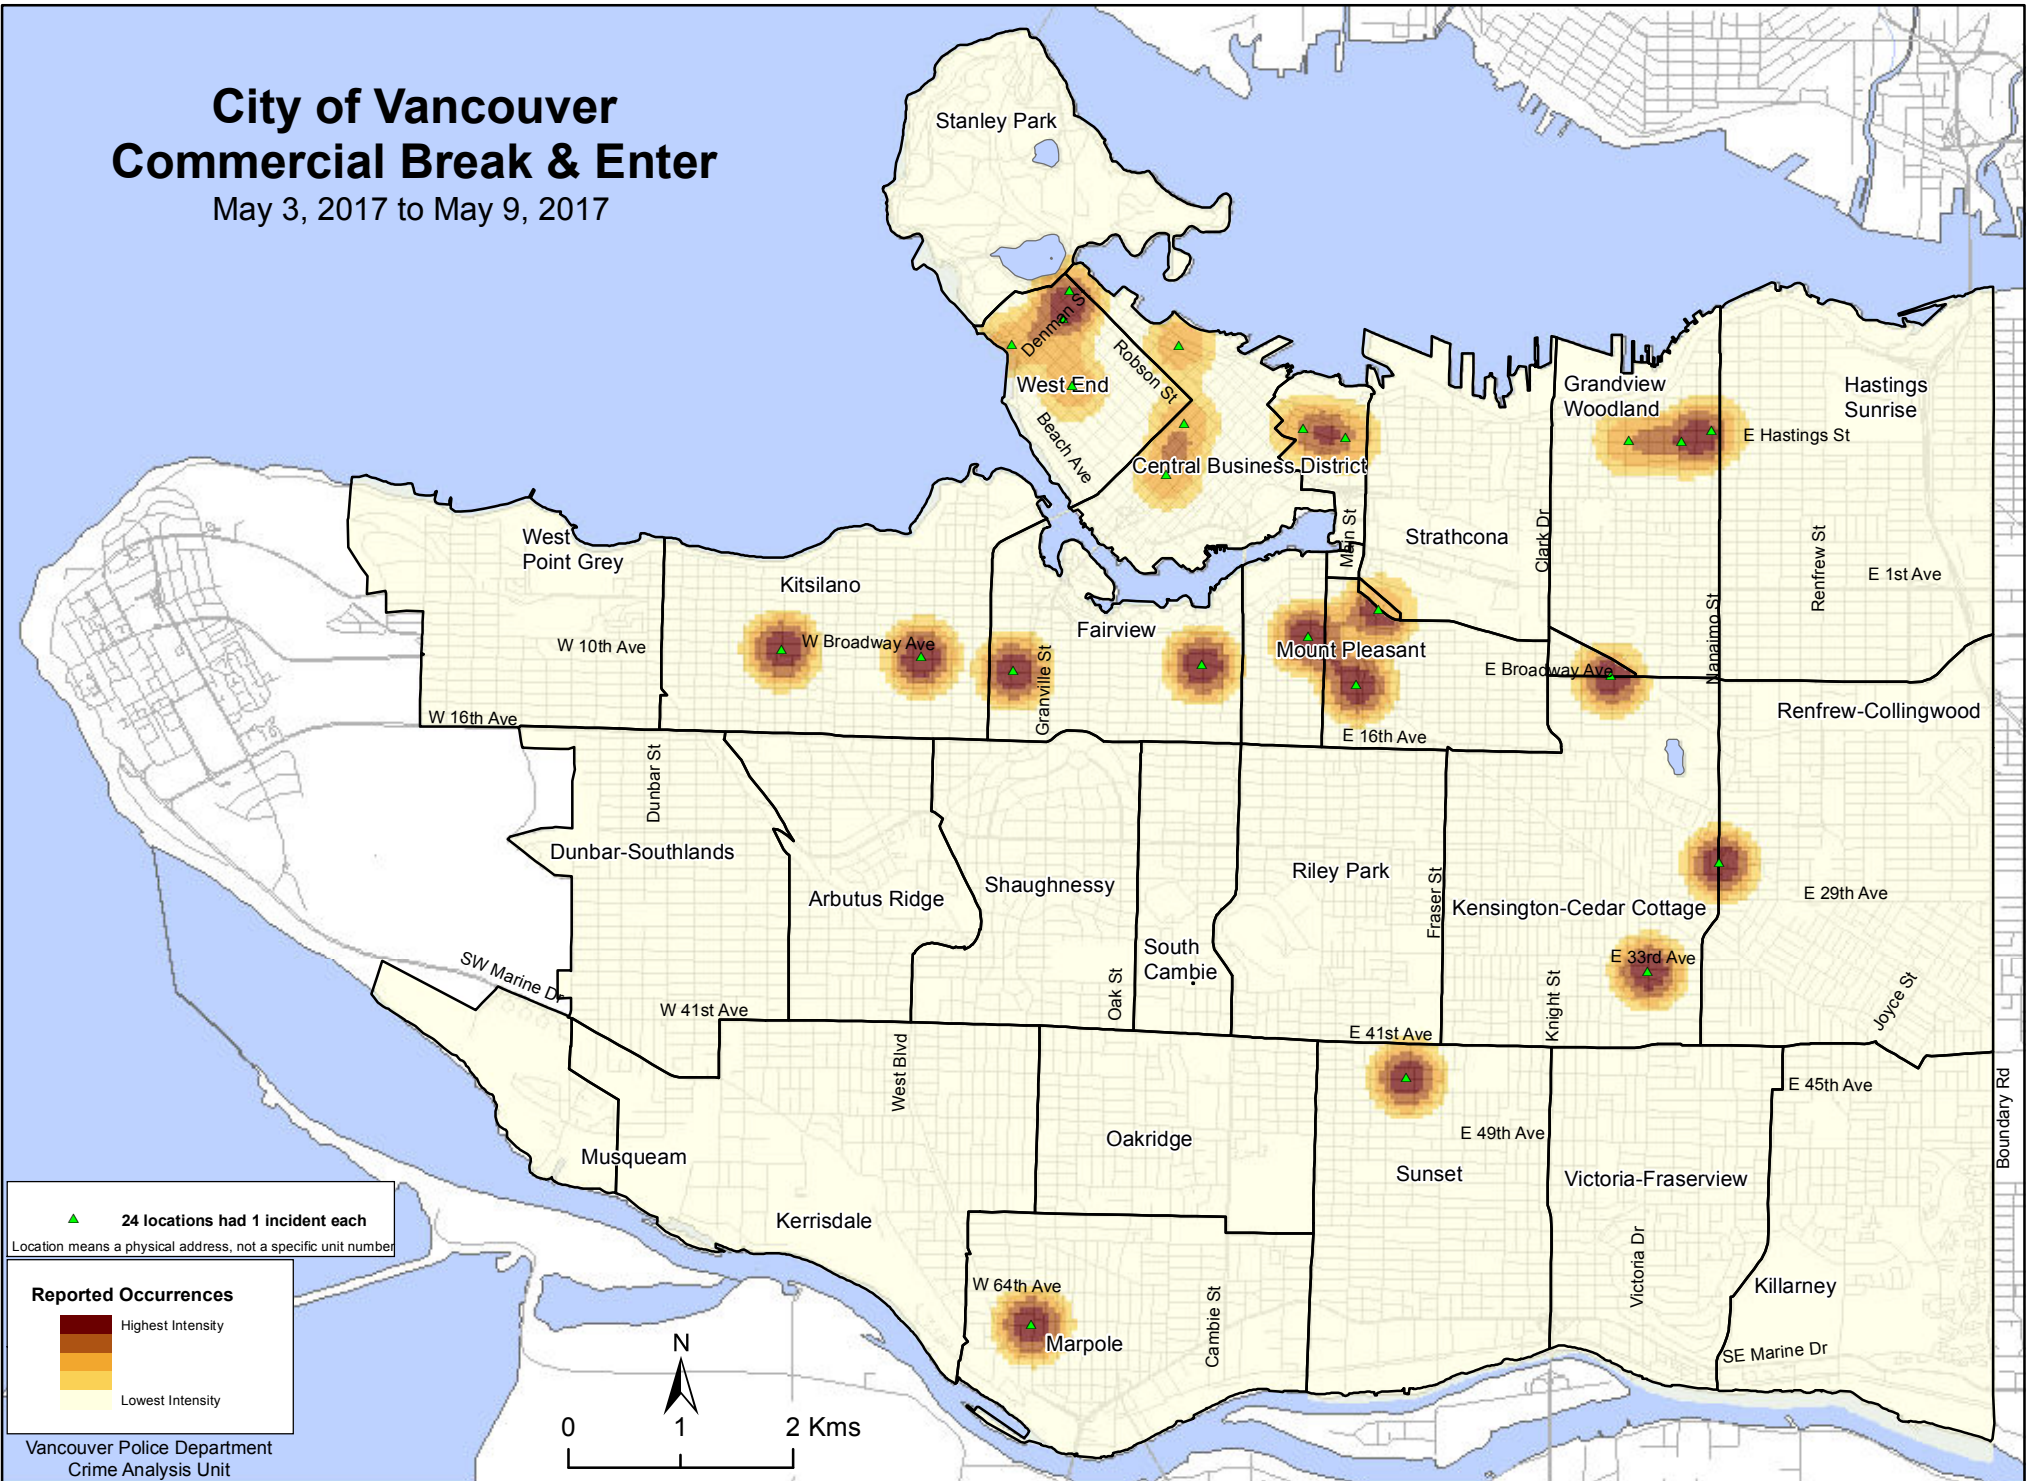 City of Vancouver
Commercial Break & Enter
May 3, 2017 to May 9, 2017
Stanley Park
Denman S
Robson St
West End
Beach Ave
Central Business District
Grandview
Woodland
Hastings
Sunrise
E Hastings St
West
Point Grey
Kitsilano
Fairview
Main St
Strathcona
Clark Dr
Nanaimo St
Renfrew St
E 1st Ave
W 10th Ave
W Broadway Ave
Granville St
Mount Pleasant
E Broadway Ave
W 16th Ave
E 16th Ave
Renfrew-Collingwood
Dunbar St
Dunbar-Southlands
Arbutus Ridge
Shaughnessy
Riley Park
Fraser St
Kensington-Cedar Cottage
E 29th Ave
South
Cambie
SW Marine Dr
W 41st Ave
Oak St
E 33rd Ave
Knight St
Joyce St
E 41st Ave
West Blvd
E 45th Ave
Boundary Rd
Musqueam
Oakridge
E 49th Ave
Sunset
Victoria-Fraserview
Kerrisdale
Victoria Dr
Killarney
W 64th Ave
Cambie St
Marpole
SE Marine Dr
24 locations had 1 incident each
Location means a physical address, not a specific unit number
Reported Occurrences
Highest Intensity
Lowest Intensity
Vancouver Police Department
Crime Analysis Unit
N
0 1 2 Kms